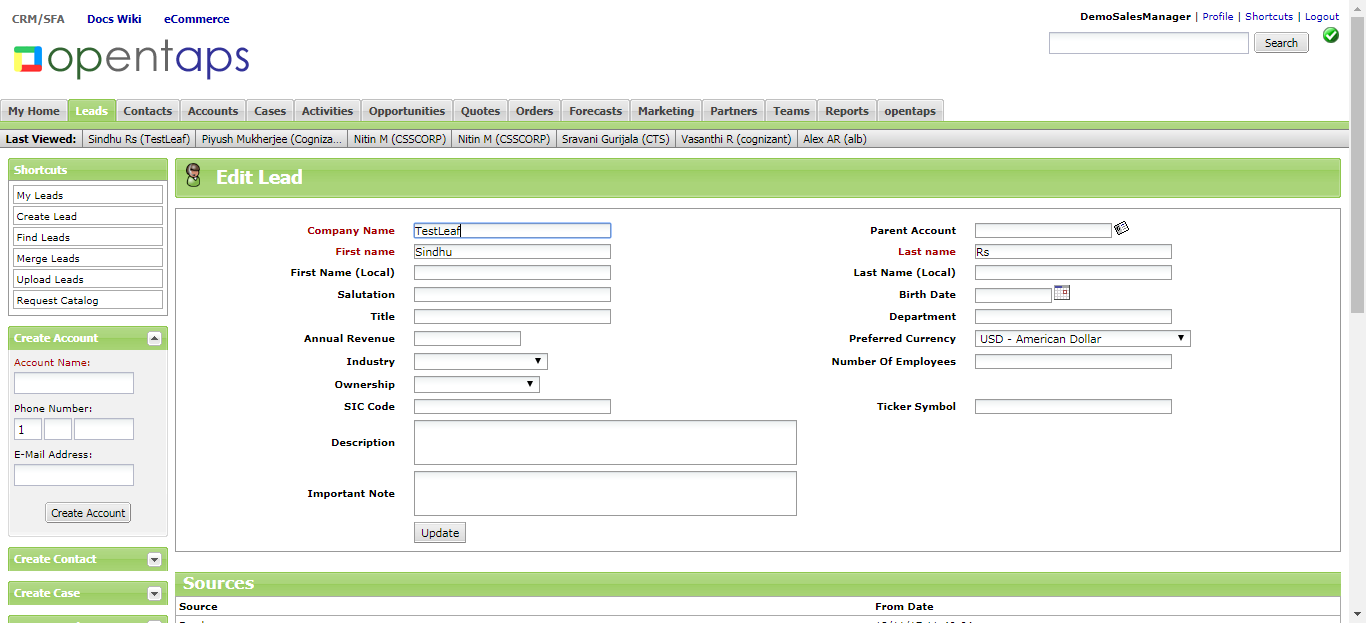 CRM/SFA Docs Wiki eCommerce
DemoSalesManager | Profile | Shortcuts | Logout
opentaps
Search
My Home Leads Contacts Accounts Cases Activities Opportunities Quotes Orders Forecasts Marketing Partners Teams Reports opentaps
Last Viewed: Sindhu Rs (TestLeaf) Piyush Mukherjee (Cogniza... Nitin M (CSSCORP) Nitin M (CSSCORP) Sravani Gurijala (CTS) Vasanthi R (cognizant) Alex AR (alb)
Shortcuts
My Leads
Create Lead
Find Leads
Merge Leads
Upload Leads
Request Catalog
Create Account
Account Name:
Phone Number:
1
E-Mail Address:
Create Account
Create Contact
Create Case
Edit Lead
Company Name TestLeaf Parent Account
First name Sindhu Last name Rs
First Name (Local) Last Name (Local)
Salutation Birth Date
Title Department
Annual Revenue Preferred Currency USD - American Dollar
Industry Number Of Employees
Ownership
SIC Code Ticker Symbol
Description
Important Note
Update
Sources
Source From Date